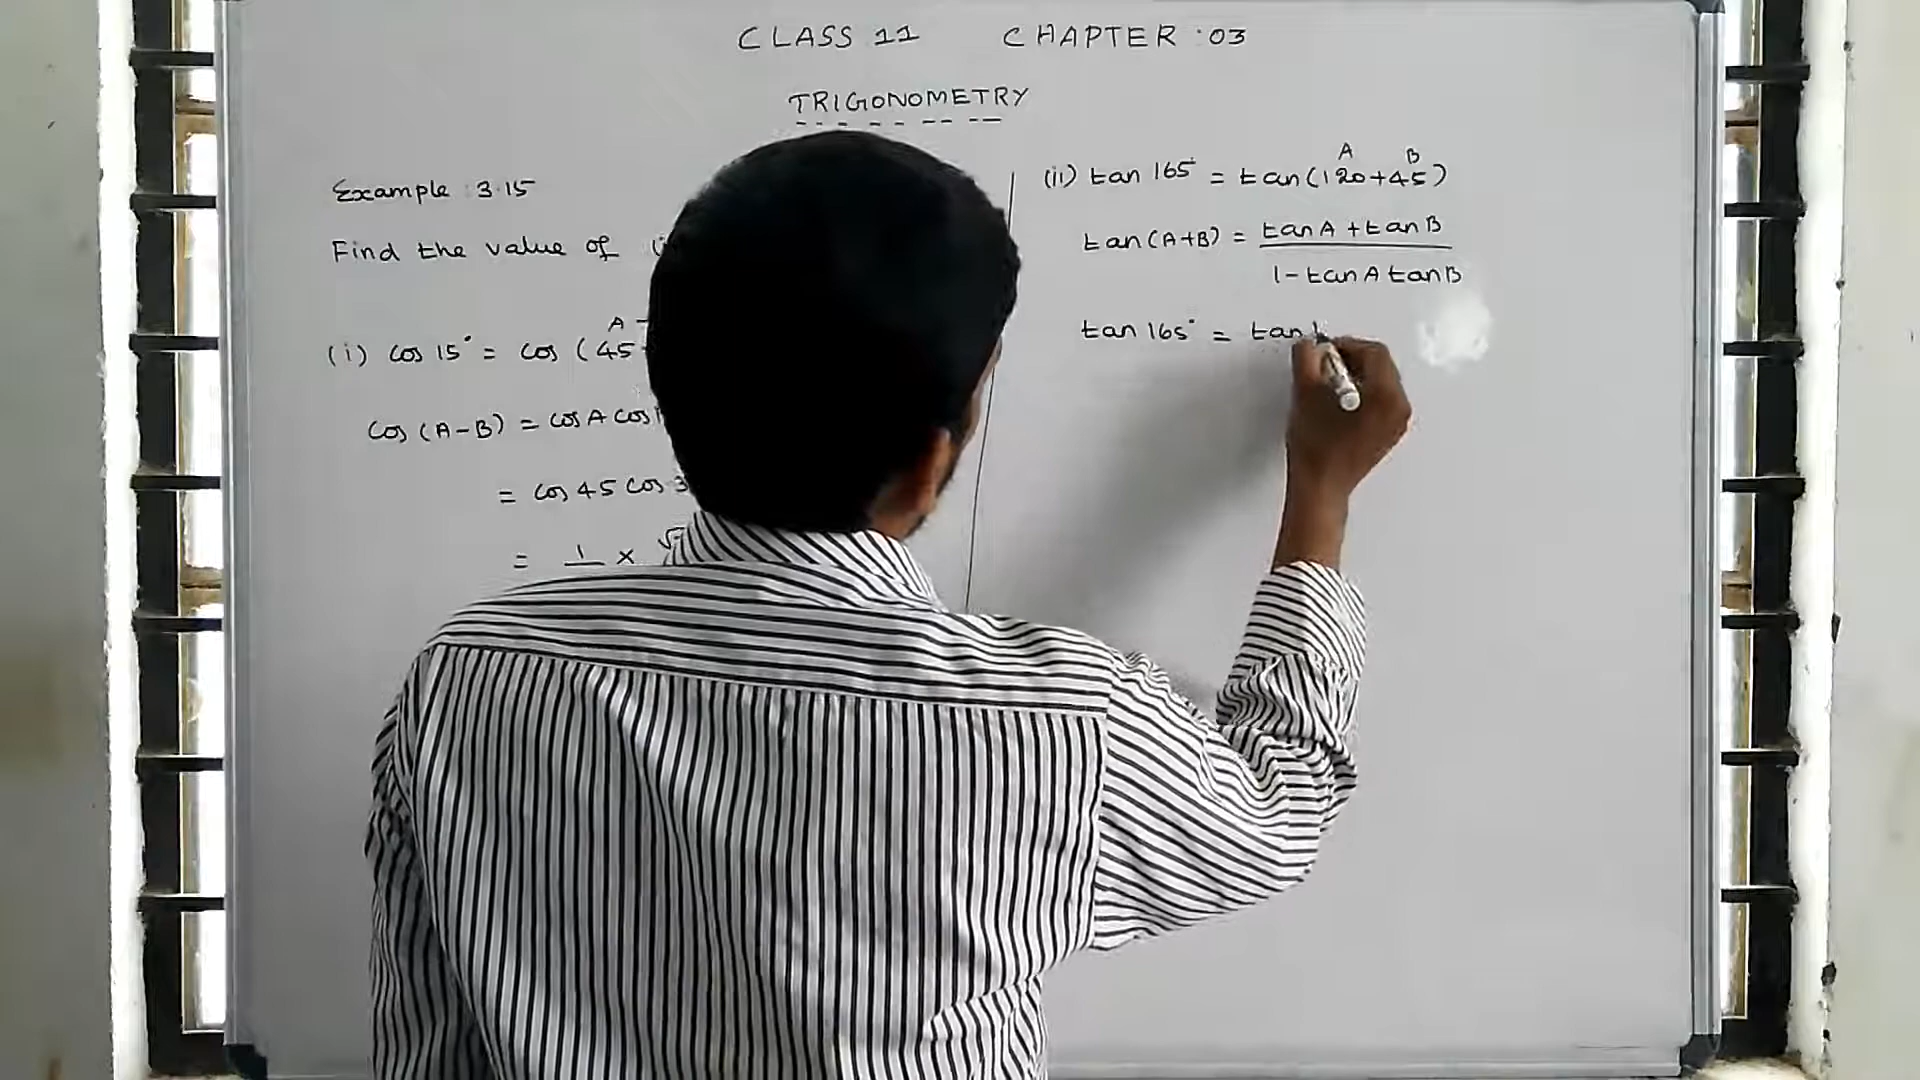 CLASS 11 CHAPTER : 03
TRIGONOMETRY
Example : 3.15
Find the value of
(i) cos 15° = cos (45
A -
cos (A-B) = cos A cos
= cos 45 cos 3
= 1 × √
(ii) tan 165° = tan(120+45)
A B
tan(A+B) = tan A + tan B
1 - tan A tan B
tan 165° = tan 1